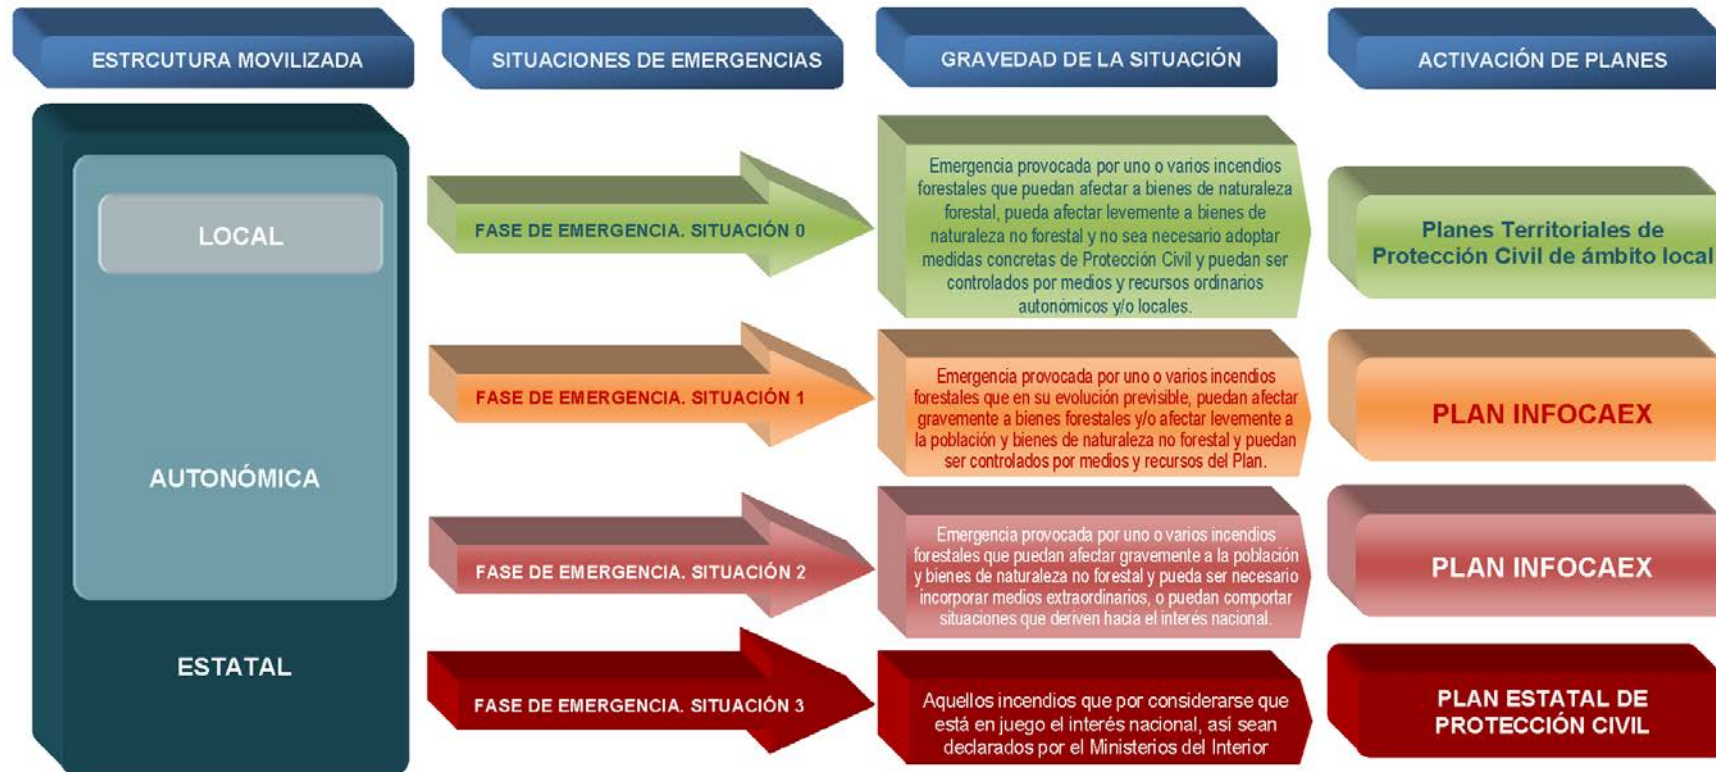 ESTRCUTURA MOVILIZADA
SITUACIONES DE EMERGENCIAS
GRAVEDAD DE LA SITUACIÓN
ACTIVACIÓN DE PLANES
LOCAL
AUTONÓMICA
ESTATAL
FASE DE EMERGENCIA. SITUACIÓN 0
Emergencia provocada por uno o varios incendios
forestales que puedan afectar a bienes de naturaleza
forestal, pueda afectar levemente a bienes de
naturaleza no forestal y no sea necesario adoptar
medidas concretas de Protección Civil y puedan ser
controlados por medios y recursos ordinarios
autonómicos y/o locales.
Planes Territoriales de
Protección Civil de ámbito local
FASE DE EMERGENCIA. SITUACIÓN 1
Emergencia provocada por uno o varios incendios
forestales que en su evolución previsible, puedan afectar
gravemente a bienes forestales y/o afectar levemente a
la población y bienes de naturaleza no forestal y puedan
ser controlados por medios y recursos del Plan.
PLAN INFOCAEX
FASE DE EMERGENCIA. SITUACIÓN 2
Emergencia provocada por uno o varios incendios
forestales que puedan afectar gravemente a la población
y bienes de naturaleza no forestal y pueda ser necesario
incorporar medios extraordinarios, o puedan comportar
situaciones que deriven hacia el interés nacional.
PLAN INFOCAEX
FASE DE EMERGENCIA. SITUACIÓN 3
Aquellos incendios que por considerarse que
está en juego el interés nacional, así sean
declarados por el Ministerios del Interior
PLAN ESTATAL DE
PROTECCIÓN CIVIL